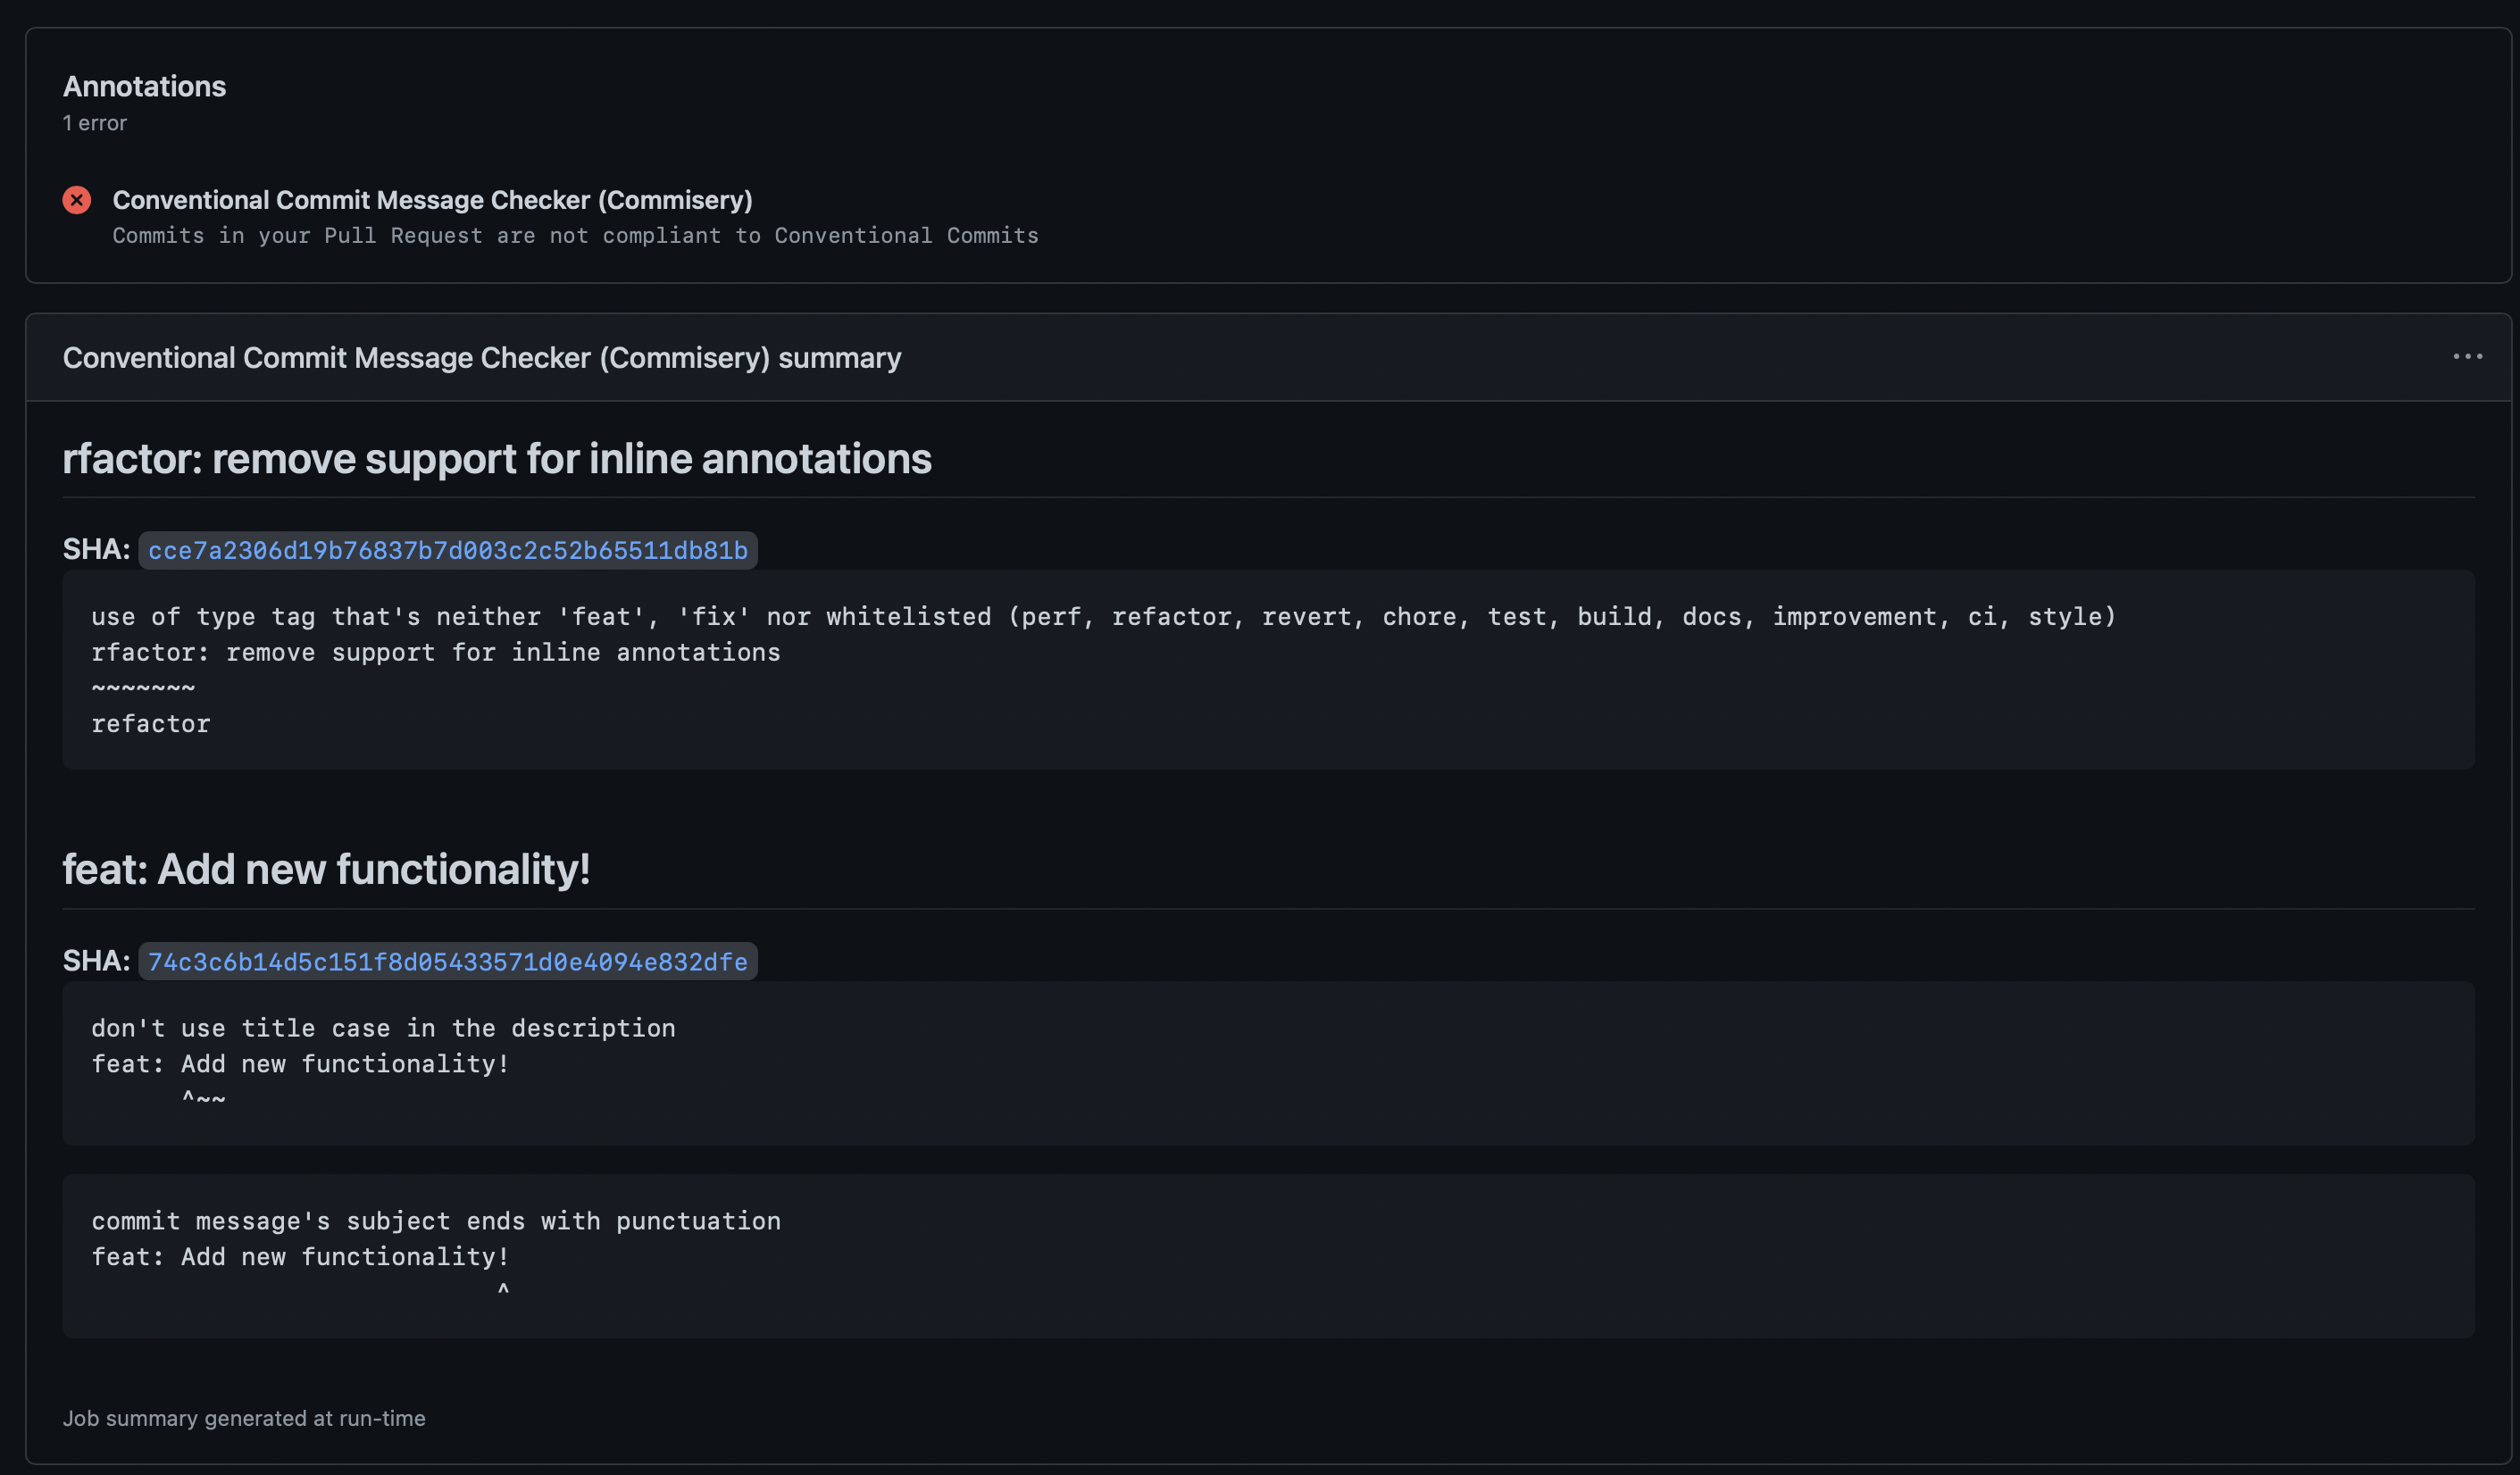 Annotations
1 error
Conventional Commit Message Checker (Commisery)
Commits in your Pull Request are not compliant to Conventional Commits
Conventional Commit Message Checker (Commisery) summary
rfactor: remove support for inline annotations
SHA: cce7a2306d19b76837b7d003c2c52b65511db81b
use of type tag that's neither 'feat', 'fix' nor whitelisted (perf, refactor, revert, chore, test, build, docs, improvement, ci, style)
rfactor: remove support for inline annotations
~~~~~~~
refactor
feat: Add new functionality!
SHA: 74c3c6b14d5c151f8d05433571d0e4094e832dfe
don't use title case in the description
feat: Add new functionality!
      ^~~
commit message's subject ends with punctuation
feat: Add new functionality!
                           ^
Job summary generated at run-time